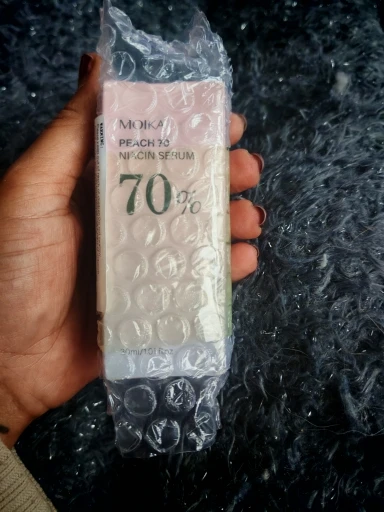 MOIKA
PEACH 70
NIACIN SERUM
70%